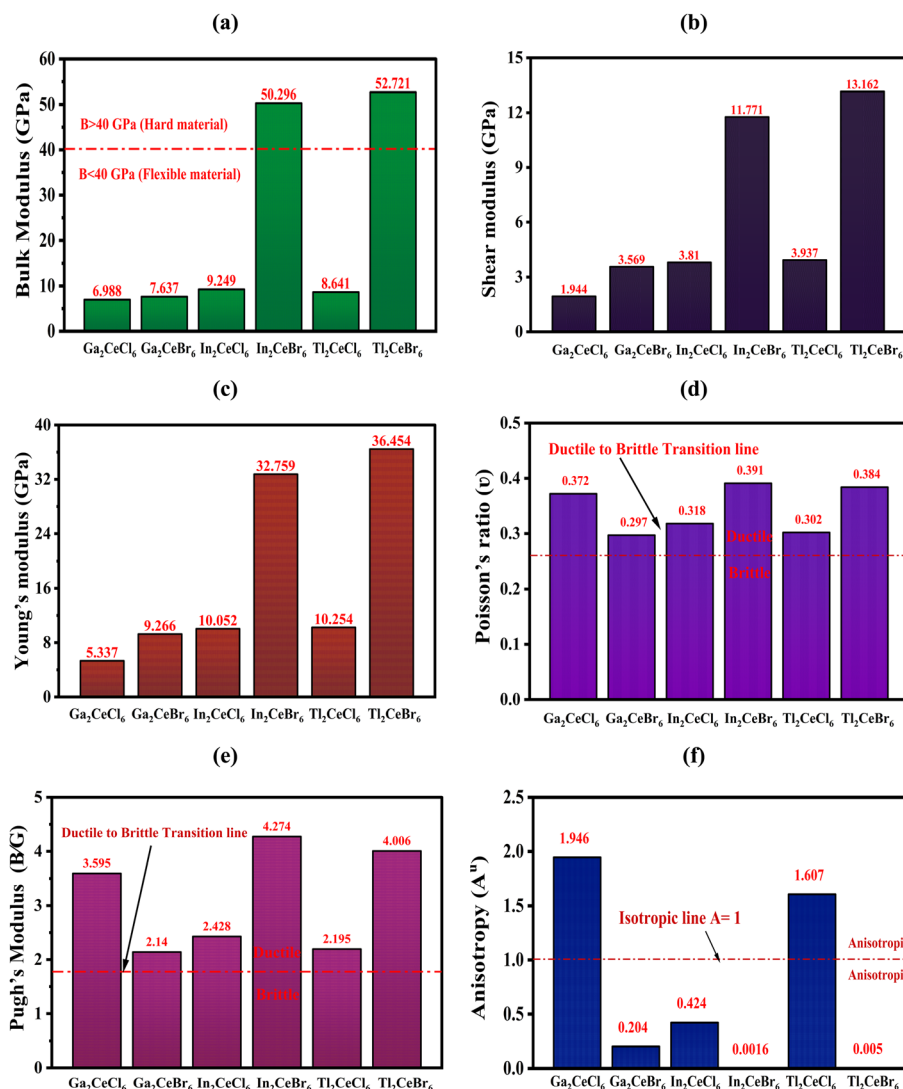 (a)
Bulk Modulus (GPa)
60
50
40
30
20
10
0
B>40 GPa (Hard material)
B<40 GPa (Flexible material)
6.988
7.637
9.249
50.296
8.641
52.721
Ga₂CeCl₆ Ga₂CeBr₆ In₂CeCl₆ In₂CeBr₆ Tl₂CeCl₆ Tl₂CeBr₆
(b)
Shear modulus (GPa)
15
12
9
6
3
0
1.944
3.569
3.81
11.771
3.937
13.162
Ga₂CeCl₆ Ga₂CeBr₆ In₂CeCl₆ In₂CeBr₆ Tl₂CeCl₆ Tl₂CeBr₆
(c)
Young's modulus (GPa)
40
32
24
16
8
0
5.337
9.266
10.052
32.759
10.254
36.454
Ga₂CeCl₆ Ga₂CeBr₆ In₂CeCl₆ In₂CeBr₆ Tl₂CeCl₆ Tl₂CeBr₆
(d)
Poisson's ratio (υ)
0.5
0.4
0.3
0.2
0.1
0.0
Ductile to Brittle Transition line
0.372
0.297
0.318
0.391
0.302
0.384
Ductile
Brittle
Ga₂CeCl₆ Ga₂CeBr₆ In₂CeCl₆ In₂CeBr₆ Tl₂CeCl₆ Tl₂CeBr₆
(e)
Pugh's Modulus (B/G)
5
4
3
2
1
0
Ductile to Brittle Transition line
3.595
2.14
2.428
4.274
2.195
4.006
Ductile
Brittle
Ga₂CeCl₆ Ga₂CeBr₆ In₂CeCl₆ In₂CeBr₆ Tl₂CeCl₆ Tl₂CeBr₆
(f)
Anisotropy (Aᵘ)
2.5
2.0
1.5
1.0
0.5
0.0
1.946
0.204
0.424
0.0016
1.607
0.005
Isotropic line A= 1
Anisotropi
Anisotropi
Ga₂CeCl₆ Ga₂CeBr₆ In₂CeCl₆ In₂CeBr₆ Tl₂CeCl₆ Tl₂CeBr₆